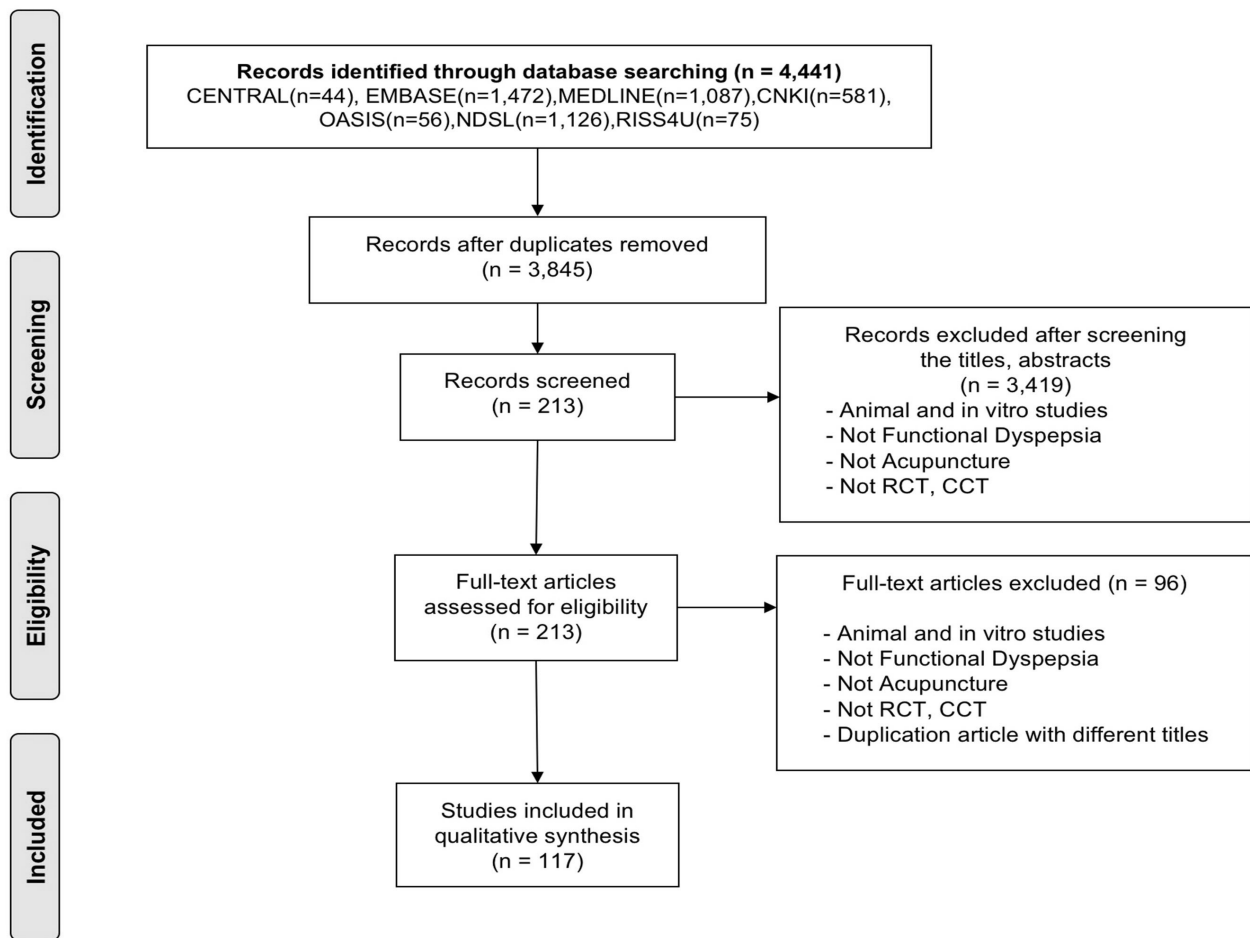 Identification
Records identified through database searching (n = 4,441)
CENTRAL(n=44), EMBASE(n=1,472),MEDLINE(n=1,087),CNKI(n=581),
OASIS(n=56),NDSL(n=1,126),RISS4U(n=75)
Screening
Records after duplicates removed
(n = 3,845)
Records screened
(n = 213)
Records excluded after screening
the titles, abstracts
(n = 3,419)
- Animal and in vitro studies
- Not Functional Dyspepsia
- Not Acupuncture
- Not RCT, CCT
Eligibility
Full-text articles
assessed for eligibility
(n = 213)
Full-text articles excluded (n = 96)
- Animal and in vitro studies
- Not Functional Dyspepsia
- Not Acupuncture
- Not RCT, CCT
- Duplication article with different titles
Included
Studies included in
qualitative synthesis
(n = 117)